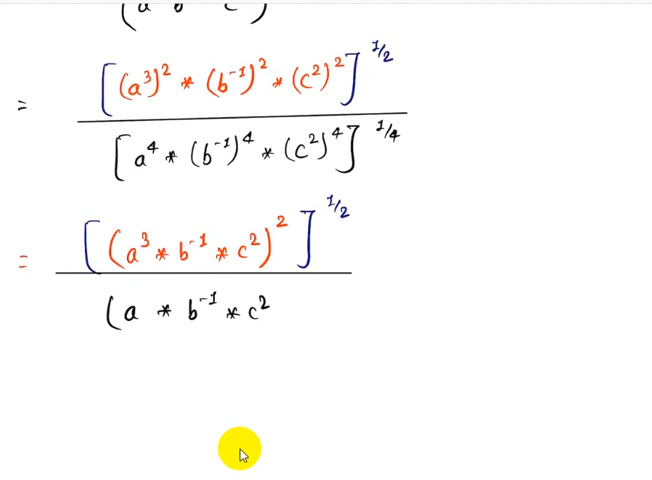 = [(a³)² * (b⁻¹)² * (c²)²]^1/2
[a⁴ * (b⁻¹)⁴ * (c²)⁴]^1/4
= [(a³ * b⁻¹ * c²)²]^1/2
(a * b⁻¹ * c²